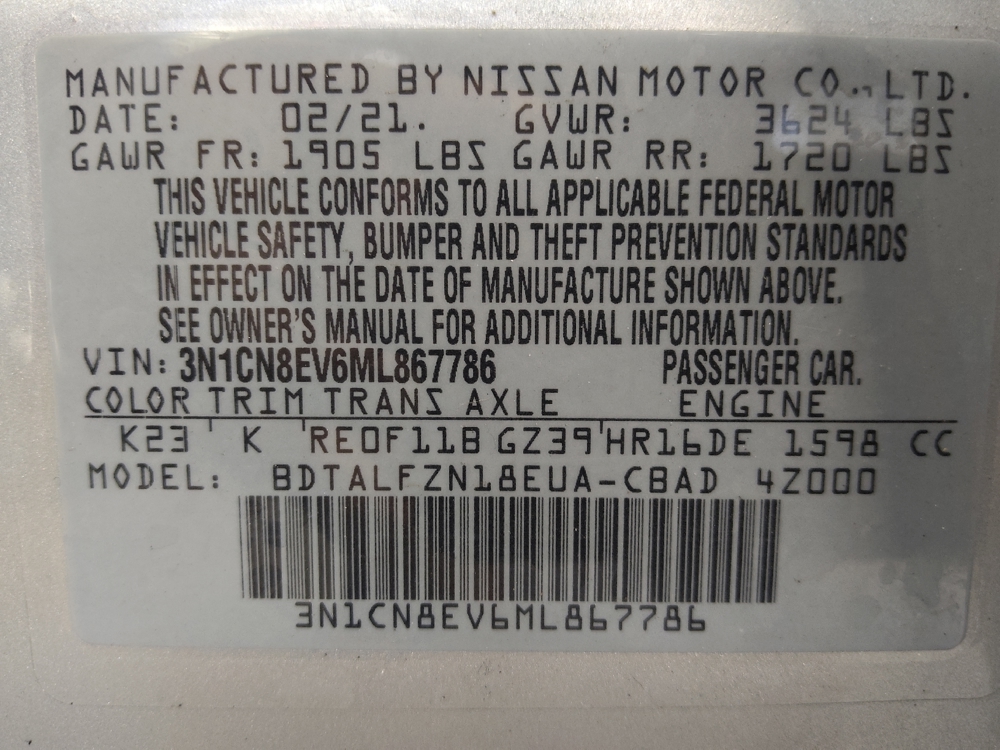 MANUFACTURED BY NISSAN MOTOR CO., LTD.
DATE: 02/21. GVWR: 3624 LBS
GAWR FR: 1905 LBS GAWR RR: 1720 LBS
THIS VEHICLE CONFORMS TO ALL APPLICABLE FEDERAL MOTOR
VEHICLE SAFETY, BUMPER AND THEFT PREVENTION STANDARDS
IN EFFECT ON THE DATE OF MANUFACTURE SHOWN ABOVE.
SEE OWNER'S MANUAL FOR ADDITIONAL INFORMATION.
VIN: 3N1CN8EV6ML867786 PASSENGER CAR.
COLOR TRIM TRANS AXLE ENGINE
K23 ' K ' RE0F11B GZ39 ' HR16DE 1598 CC
MODEL: BDTALFZN18EUA-CBAD 4Z000
3N1CN8EV6ML867786